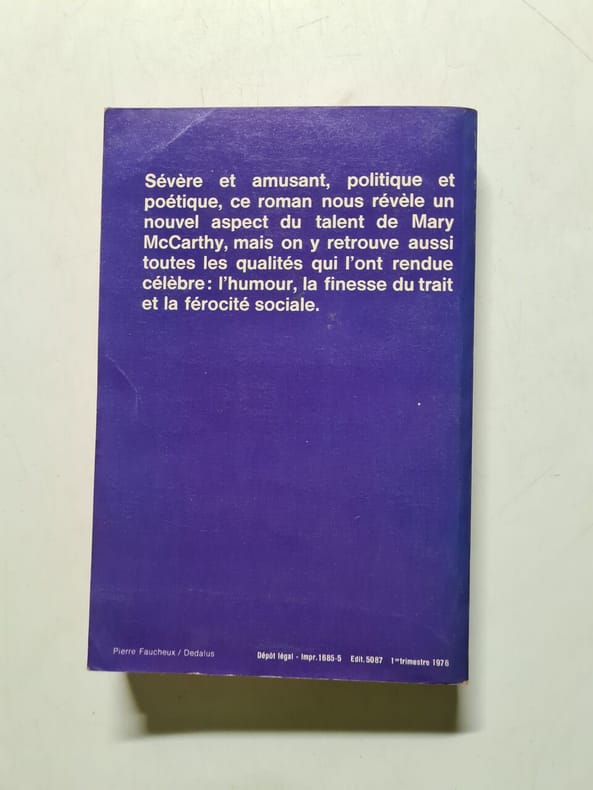 Sévère et amusant, politique et
poétique, ce roman nous révèle un
nouvel aspect du talent de Mary
McCarthy, mais on y retrouve aussi
toutes les qualités qui l'ont rendue
célèbre : l'humour, la finesse du trait
et la férocité sociale.
Pierre Faucheux / Dedalus
Dépôt légal - Impr. 1685-5 Edit. 5087 1er trimestre 1976